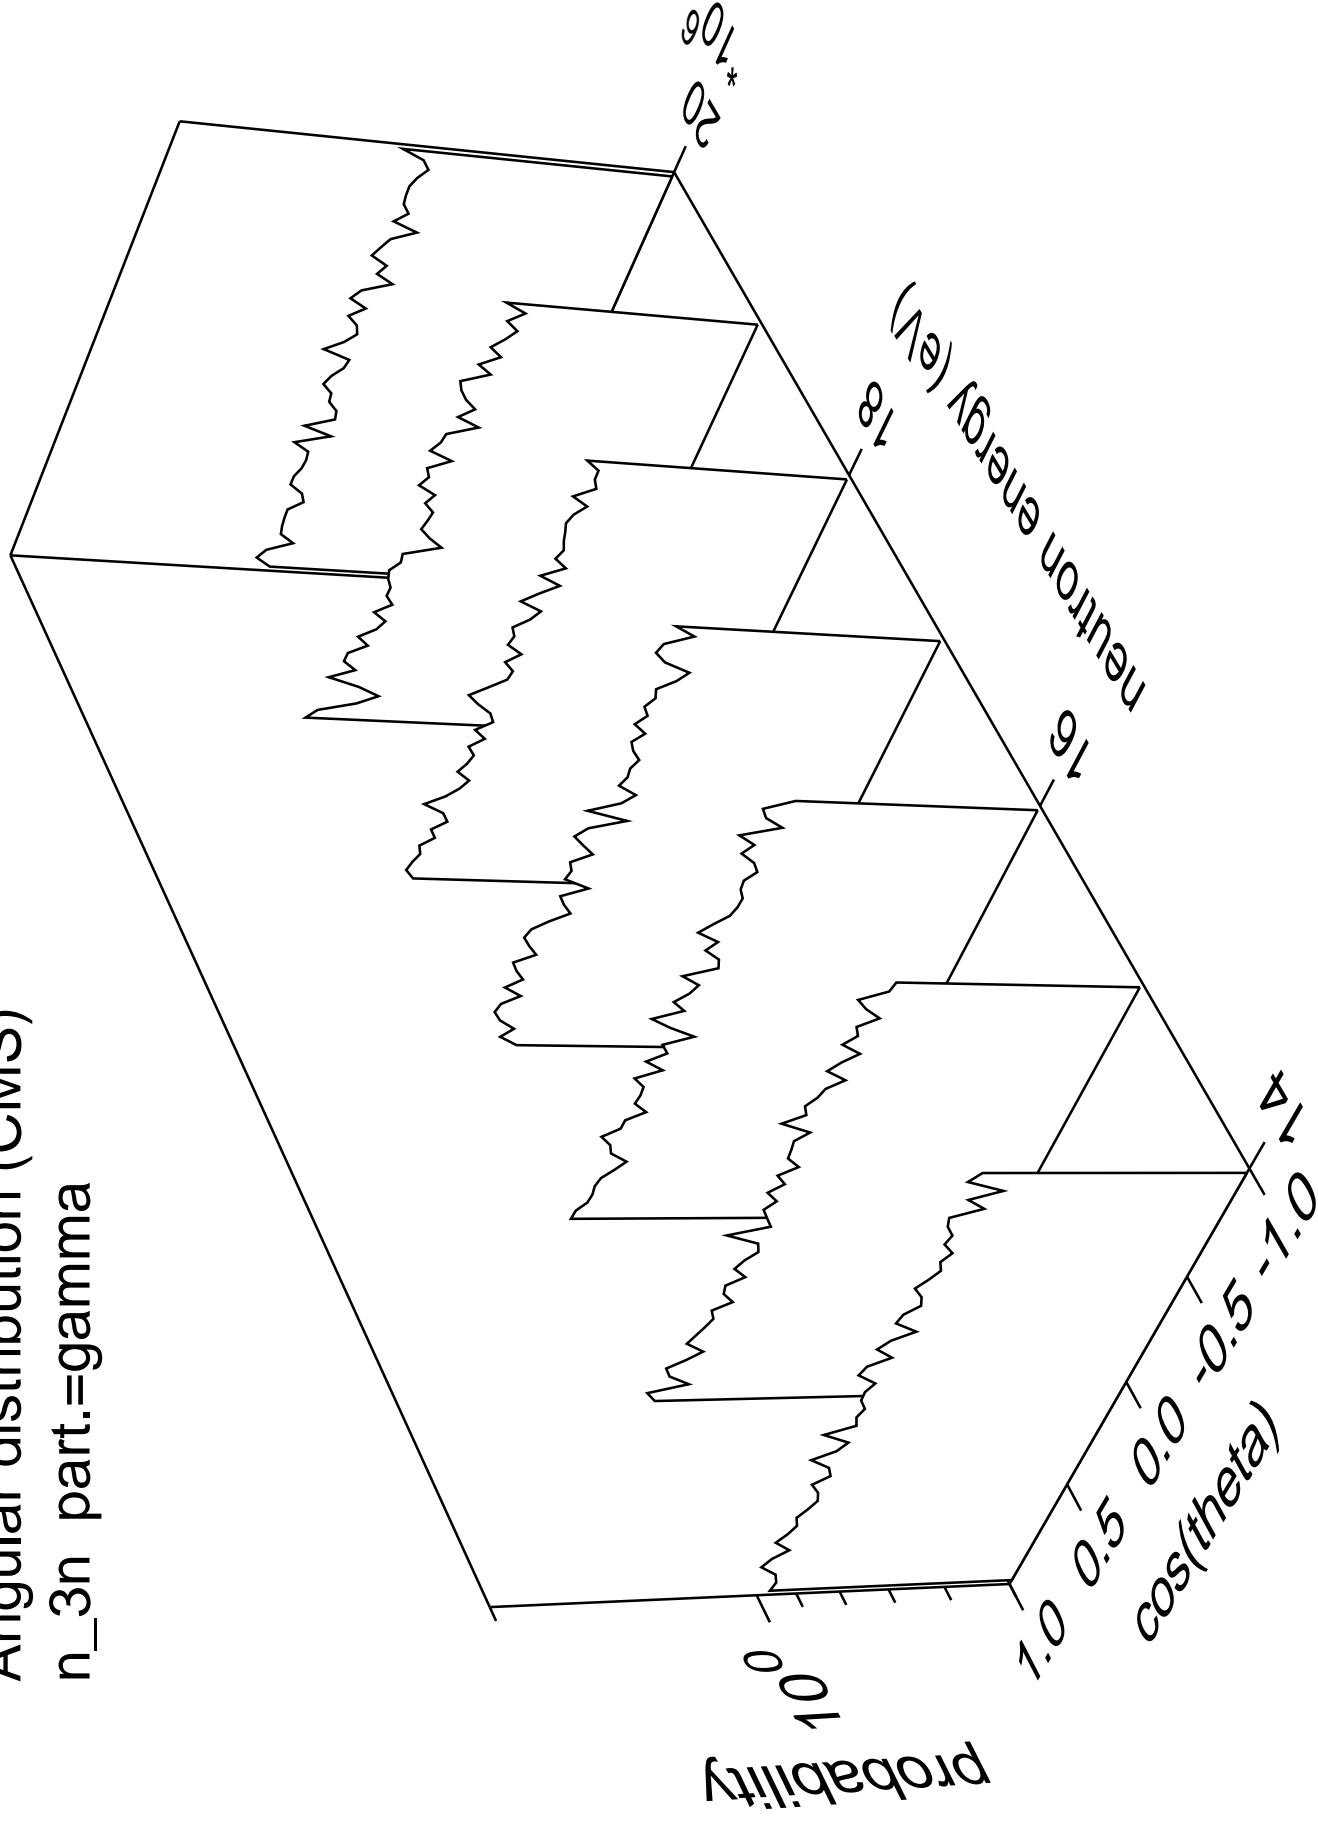 Angular distribution (CMS)
n_3n part.=gamma
probability
10^0
1.0 0.5 0.0 -0.5 -1.0
cos(theta)
14 16 18 20
* 10^6
neutron energy (eV)